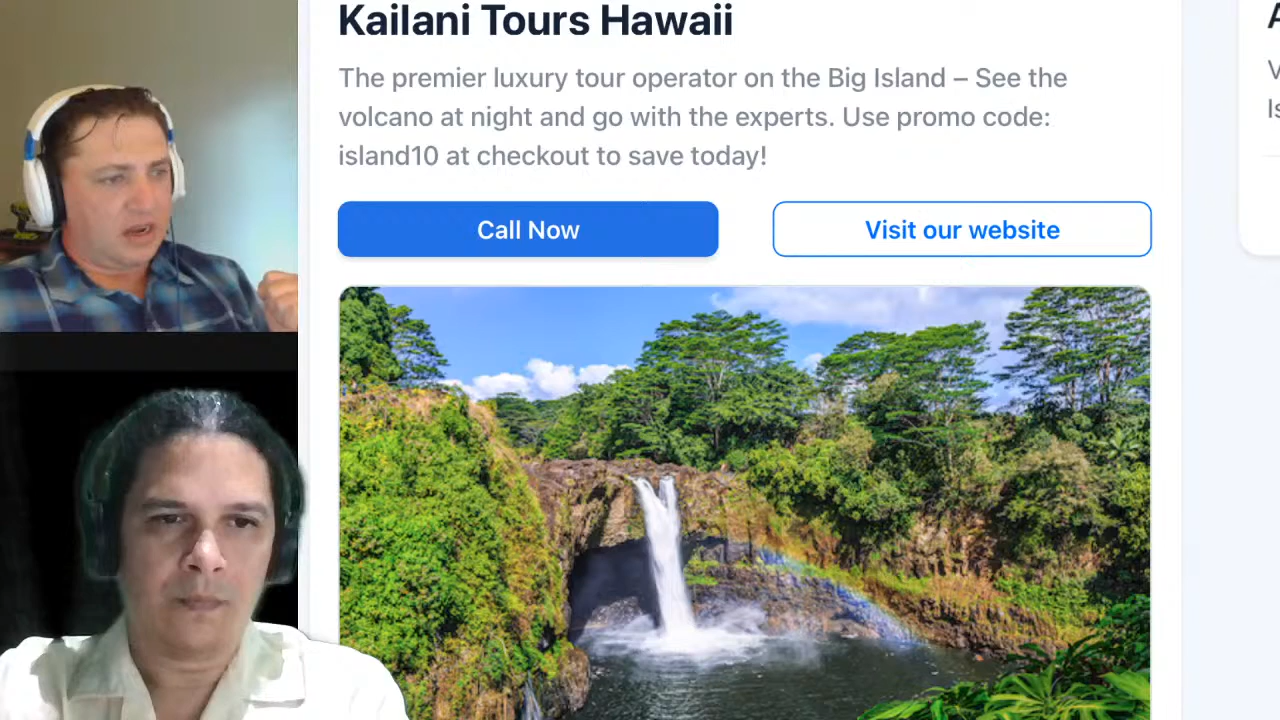 Kailani Tours Hawaii
The premier luxury tour operator on the Big Island – See the
volcano at night and go with the experts. Use promo code:
island10 at checkout to save today!
Call Now
Visit our website